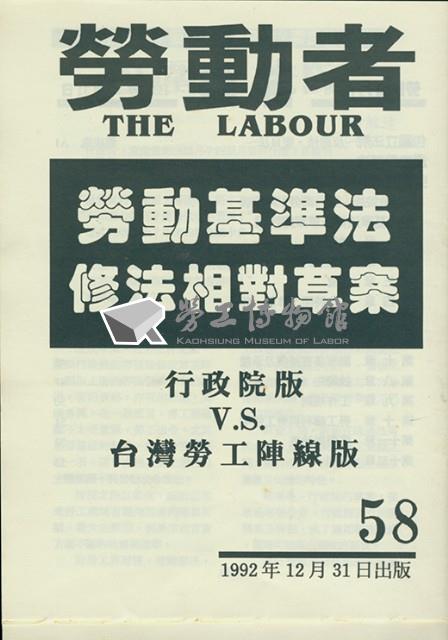 勞動者
THE LABOUR
勞動基準法
修法相對草案
勞工博物館
KAOHSIUNG MUSEUM OF LABOR
行政院版
V.S.
台灣勞工陣線版
58
1992年12月31日出版